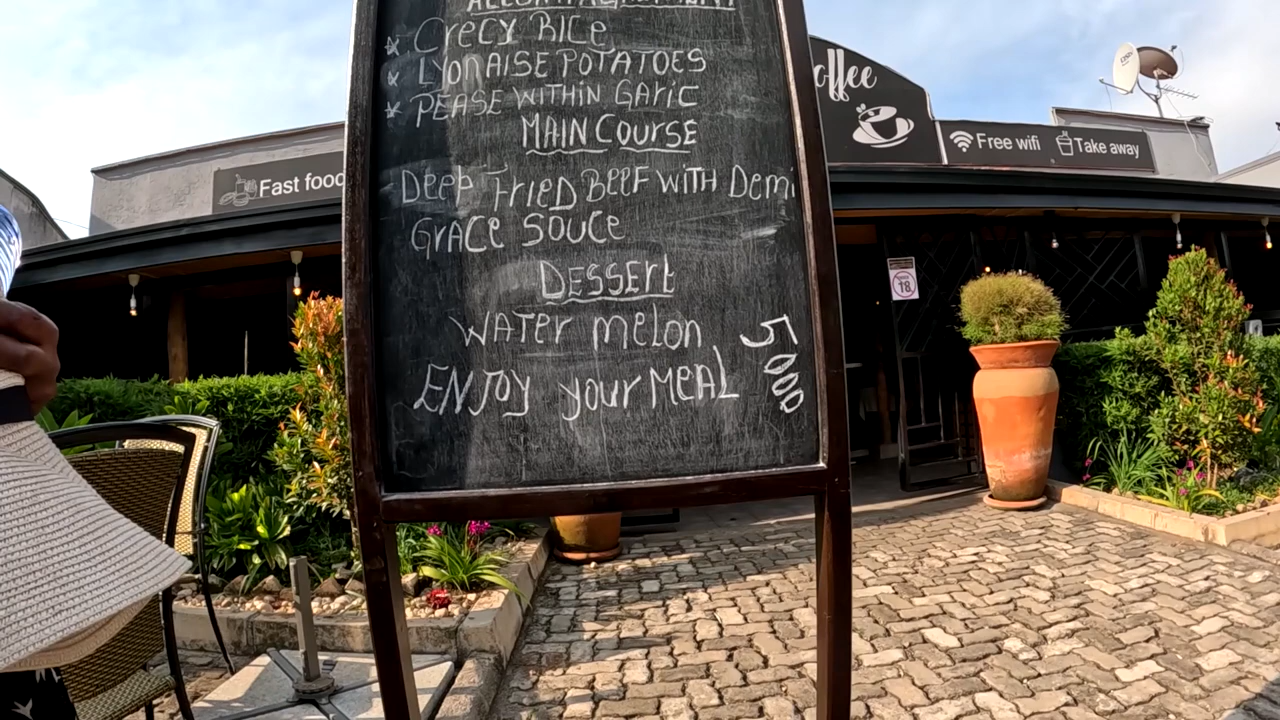 ACCOMPAGNEMENT
* CRECY RICE
* LYONAISE POTATOES
* PEASE WITHIN GARIC
MAIN COURSE
DEEP FRIED BEEF WITH DEMI
GRACE SOUCE
DESSERT
WATER melon
5000
ENJOY your MEAL
offee
Free wifi
Take away
Fast food
18